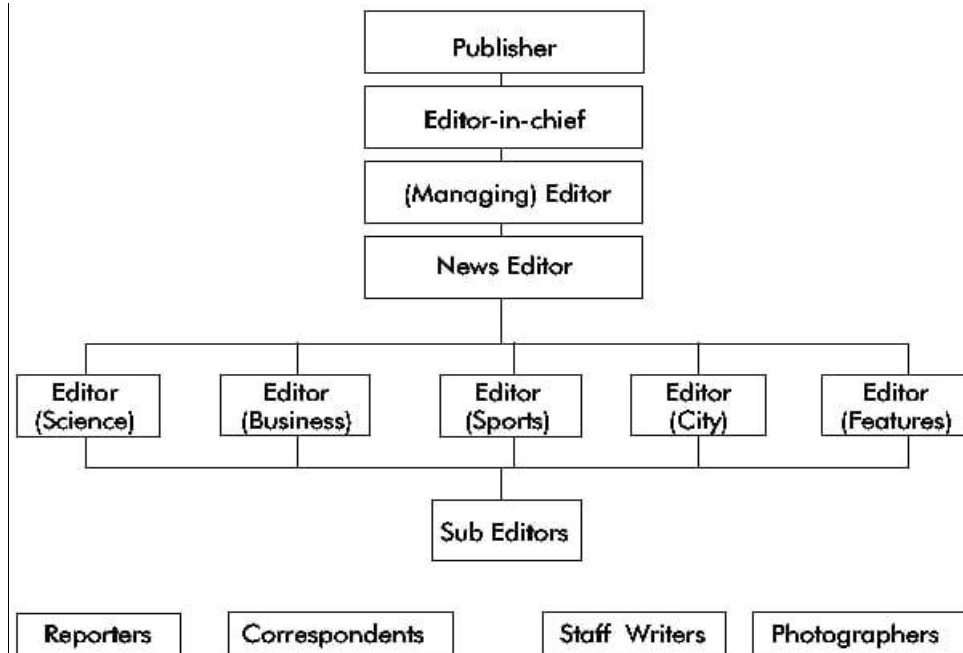 Publisher
Editor-in-chief
(Managing) Editor
News Editor
Editor
(Science)
Editor
(Business)
Editor
(Sports)
Editor
(City)
Editor
(Features)
Sub Editors
Reporters
Correspondents
Staff Writers
Photographers